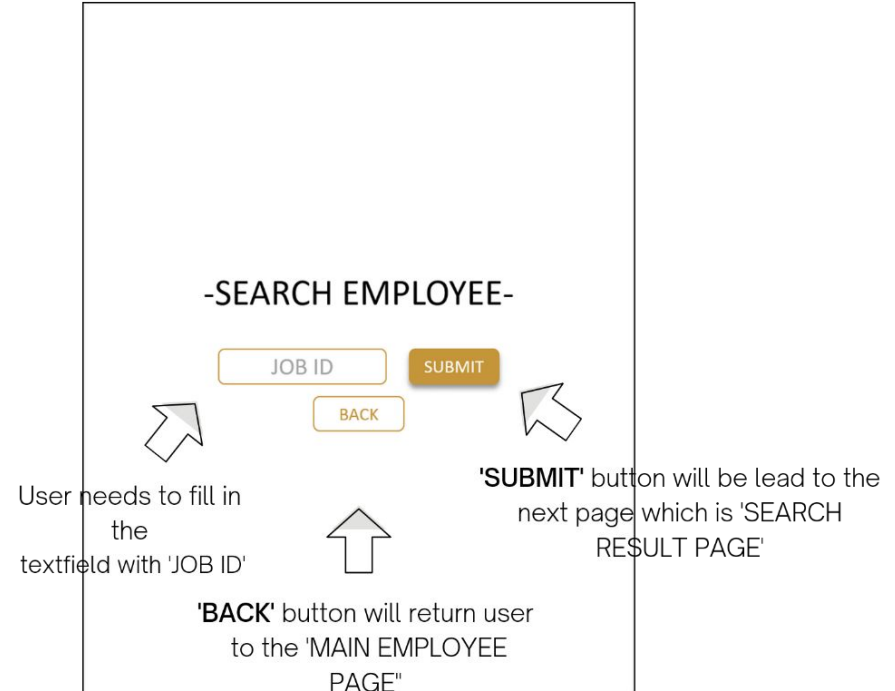 -SEARCH EMPLOYEE-
JOB ID
SUBMIT
BACK
User needs to fill in
the
textfield with 'JOB ID'
'SUBMIT' button will be lead to the
next page which is 'SEARCH
RESULT PAGE'
'BACK' button will return user
to the 'MAIN EMPLOYEE
PAGE"